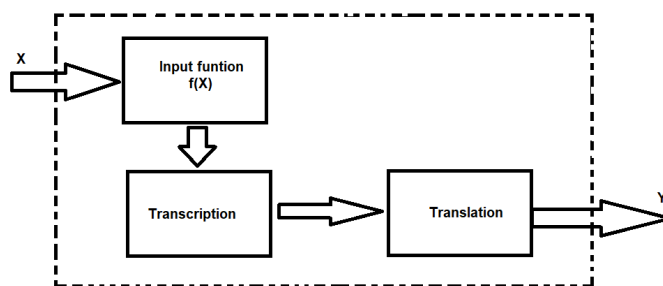 X
Input funtion
f(X)
Transcription
Translation
Y